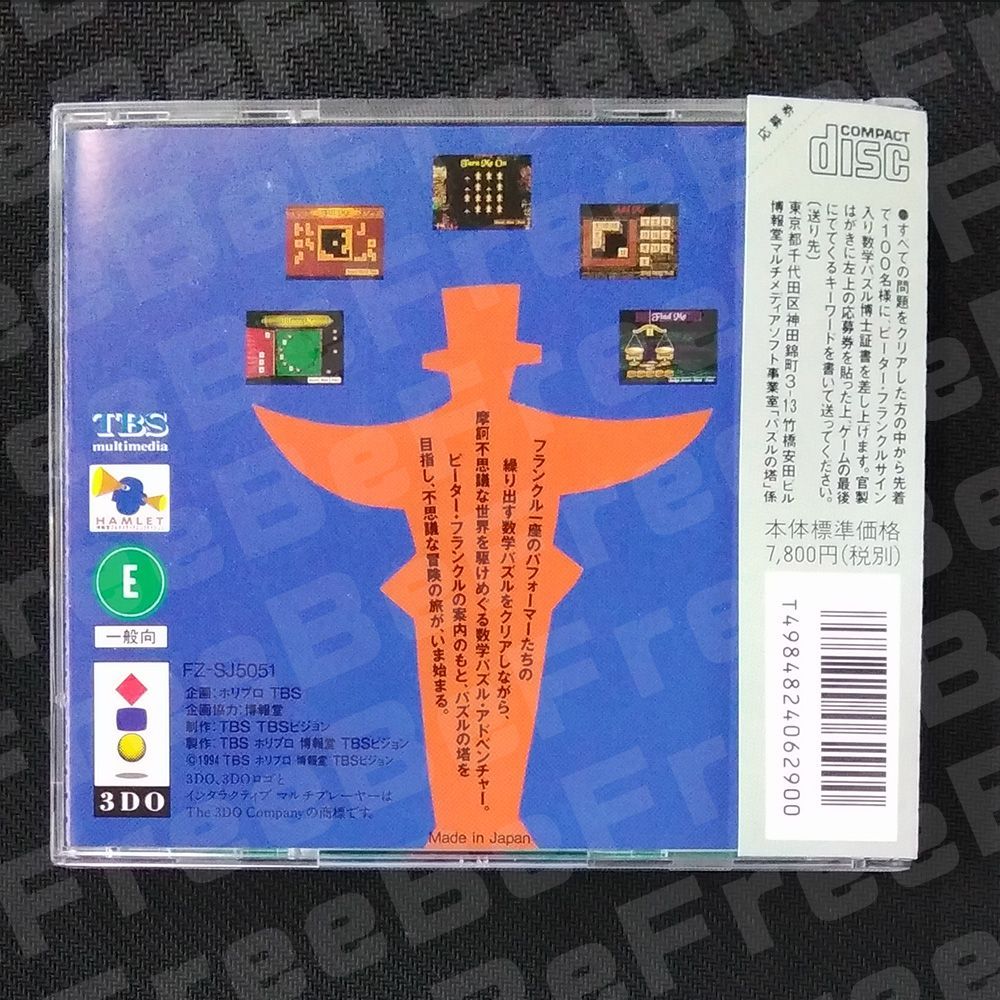 Turn Me On
Add Me
Find Me
TBS
multimedia
HAMLET
E
一般向
3DO
フランクル一座のパフォーマーたちの
繰り出す数学パズルをクリアしながら、
摩訶不思議な世界を駆けめぐる数学パズル・アドベンチャー。
ピーター・フランクルの案内のもと、パズルの塔を
目指し、不思議な冒険の旅が、いま始まる。
FZ-SJ5051
企画:ホリプロ TBS
企画協力:博報堂
制作:TBS TBSビジョン
製作:TBS ホリプロ 博報堂 TBSビジョン
©1994 TBS ホリプロ 博報堂 TBSビジョン
3DO、3DOロゴと
インタラクティブ マルチプレーヤーは
The 3DO Companyの商標です。
Made in Japan
応募券
COMPACT
disc
●すべての問題をクリアした方の中から先着
て100名様に、ピーター・フランクルサイン
入り数学パズル博士証書を差し上げます。官製
はがきに左上の応募券を貼った上、ゲームの最後
にでてくるキーワードを書いて送ってください。
(送り先)
東京都千代田区神田錦町3-13竹橋安田ビル
博報堂マルチメディアソフト事業室「パズルの塔」係
本体標準価格
7,800円(税別)
T4984824062900
BeFree